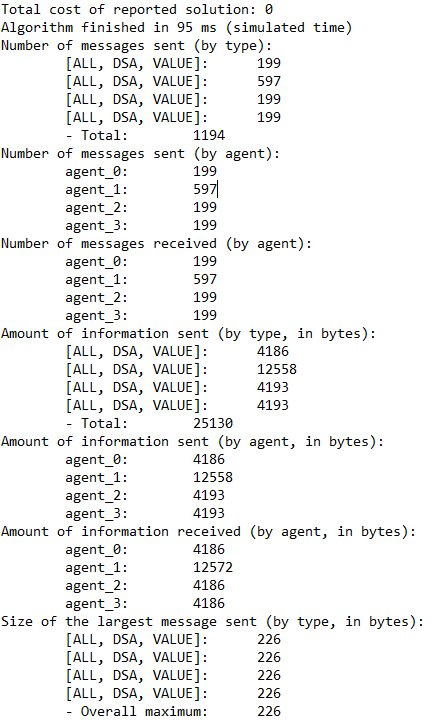 Total cost of reported solution: 0
Algorithm finished in 95 ms (simulated time)
Number of messages sent (by type):
[ALL, DSA, VALUE]: 199
[ALL, DSA, VALUE]: 597
[ALL, DSA, VALUE]: 199
[ALL, DSA, VALUE]: 199
- Total: 1194
Number of messages sent (by agent):
agent_0: 199
agent_1: 597
agent_2: 199
agent_3: 199
Number of messages received (by agent):
agent_0: 199
agent_1: 597
agent_2: 199
agent_3: 199
Amount of information sent (by type, in bytes):
[ALL, DSA, VALUE]: 4186
[ALL, DSA, VALUE]: 12558
[ALL, DSA, VALUE]: 4193
[ALL, DSA, VALUE]: 4193
- Total: 25130
Amount of information sent (by agent, in bytes):
agent_0: 4186
agent_1: 12558
agent_2: 4193
agent_3: 4193
Amount of information received (by agent, in bytes):
agent_0: 4186
agent_1: 12572
agent_2: 4186
agent_3: 4186
Size of the largest message sent (by type, in bytes):
[ALL, DSA, VALUE]: 226
[ALL, DSA, VALUE]: 226
[ALL, DSA, VALUE]: 226
[ALL, DSA, VALUE]: 226
- Overall maximum: 226